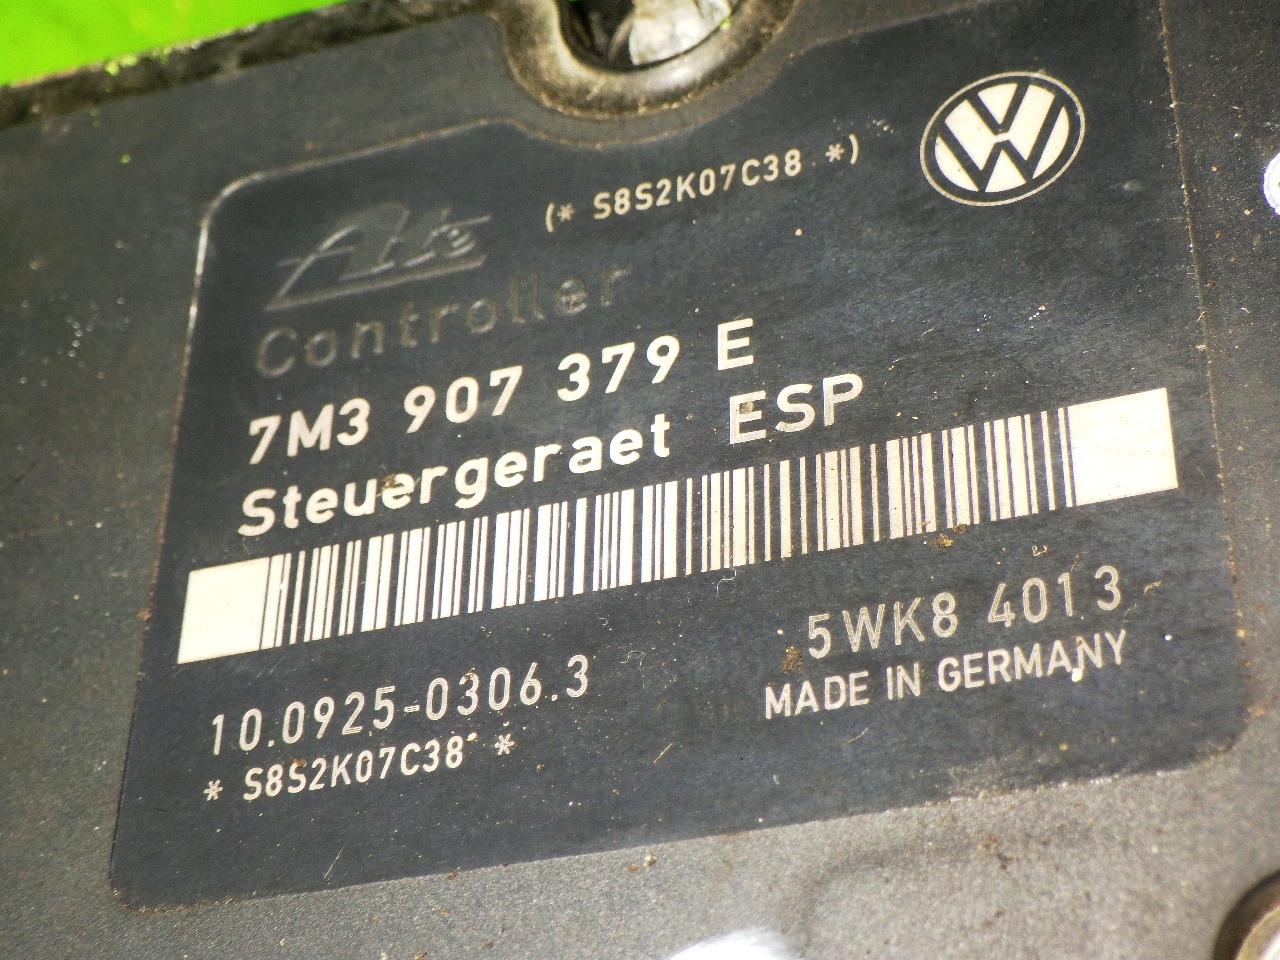 (* S8S2K07C38 *)
Ate
Controller
7M3 907 379 E
Steuergeraet ESP
10.0925-0306.3
* S8S2K07C38 *
5WK8 4013
MADE IN GERMANY